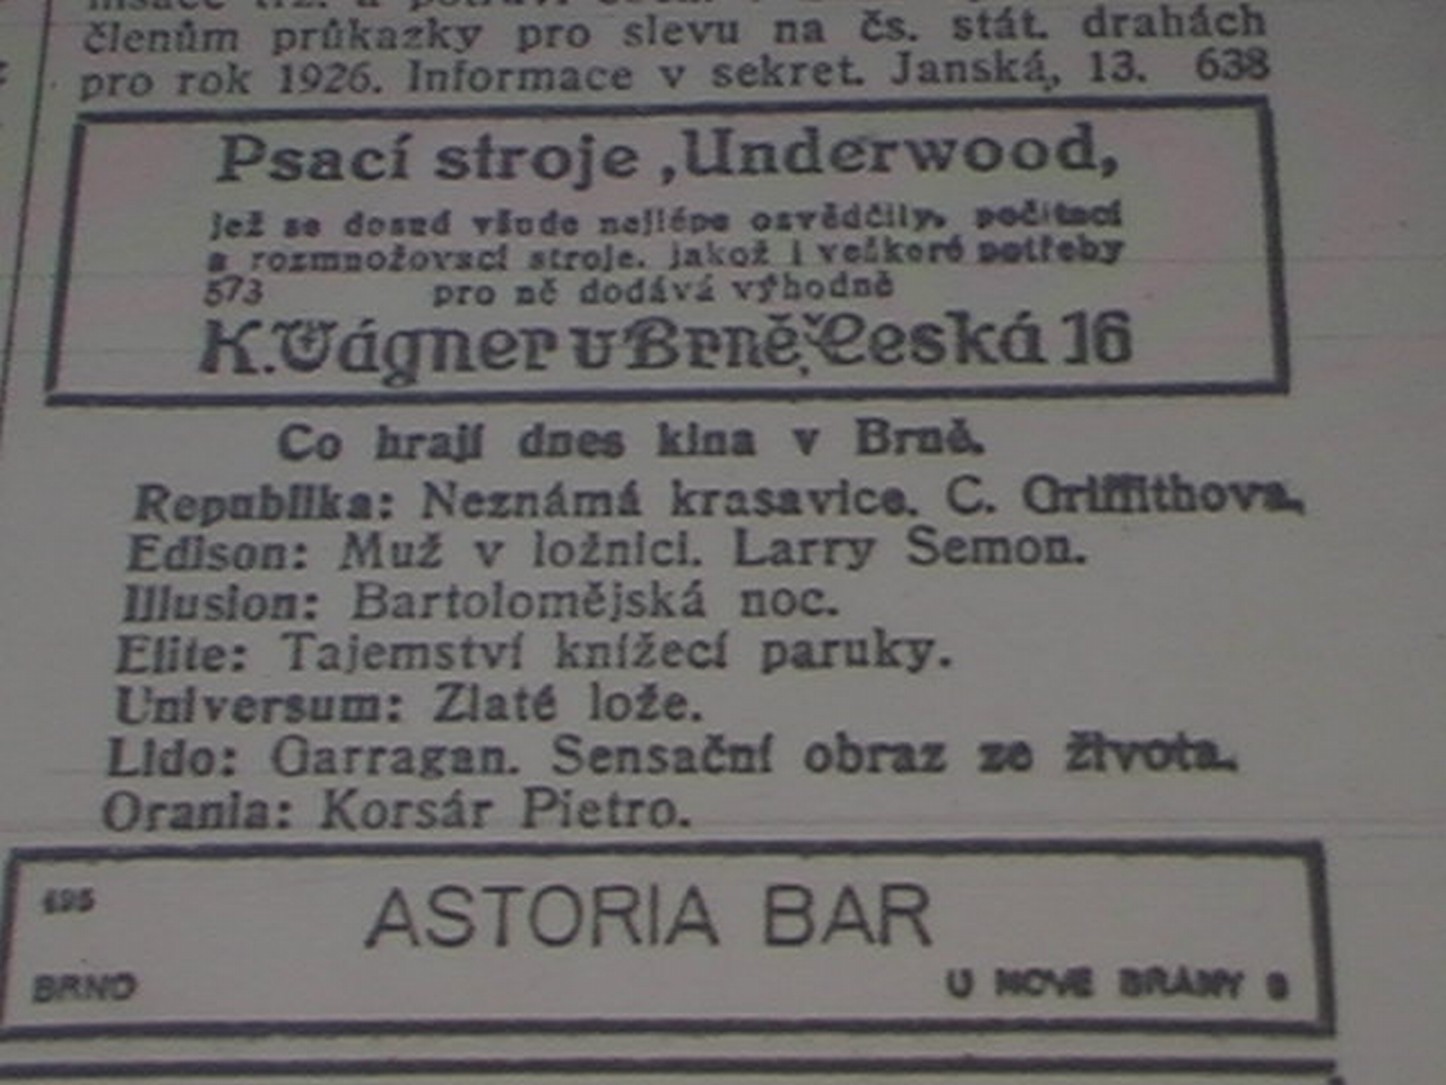 členům průkazky pro slevu na čs. stát. drahách
pro rok 1926. Informace v sekret. Janská, 13. 638
Psací stroje ‚Underwood‚
jež se dosud všude nejlépe osvědčily, počítací
a rozmnožovací stroje, jakož i veškeré potřeby
573 pro ně dodává výhodně
K. Wágner v Brně, Česká 16
Co hrají dnes kina v Brně.
Republika: Neznámá krasavice. C. Griffithova.
Edison: Muž v ložnici. Larry Semon.
Illusion: Bartolomějská noc.
Elite: Tajemství knížecí paruky.
Universum: Zlaté lože.
Lido: Garragan. Sensační obraz ze života.
Orania: Korsár Pietro.
495
ASTORIA BAR
BRNO U NOVÉ BRÁNY 8